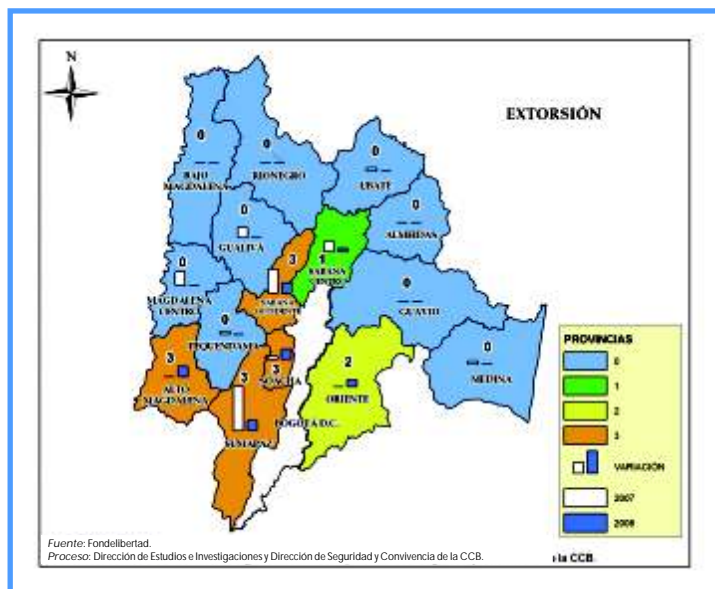 N
EXTORSIÓN
0
BAJO
MAGDALENA
0
RIONEGRO
0
UBATE
0
ALMEIDAS
0
GUALIVA
3
SABANA
OCCIDENTE
1
SABANA
CENTRO
0
MAGDALENA
CENTRO
0
GUAVIO
0
TEQUENDAMA
0
MEDINA
3
ALTO
MAGDALENA
3
SOACHA
3
SUMAPAZ
2
ORIENTE
BOGOTÁ D.C.
PROVINCIAS
0
1
2
3
VARIACIÓN
2007
2008
Fuente: Fondelibertad.
Proceso: Dirección de Estudios e Investigaciones y Dirección de Seguridad y Convivencia de la CCB.
la CCB.